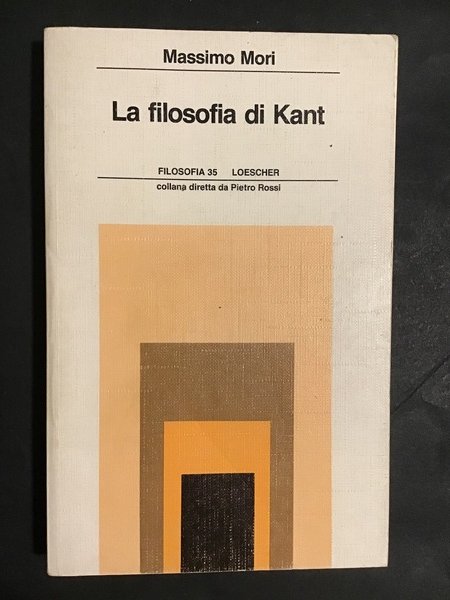 Massimo Mori
La filosofia di Kant
FILOSOFIA 35 LOESCHER
collana diretta da Pietro Rossi